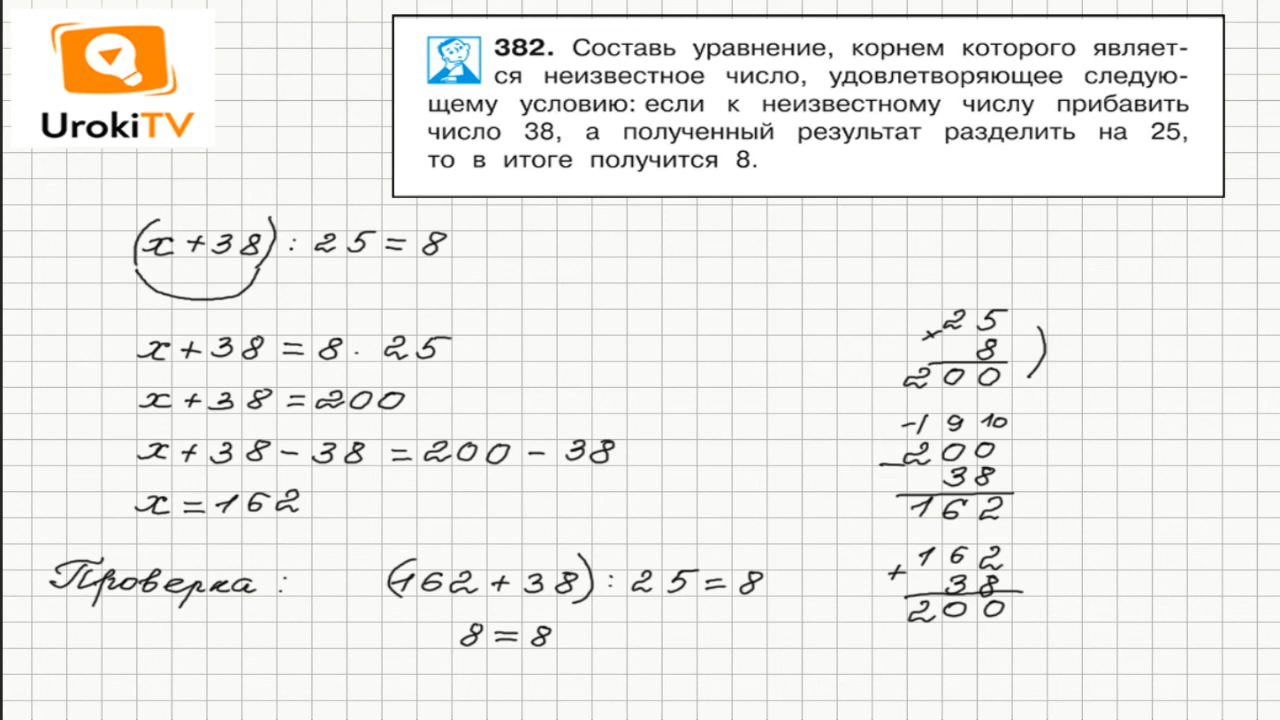 UrokiTV
382. Составь уравнение, корнем которого являет-
ся неизвестное число, удовлетворяющее следую-
щему условию: если к неизвестному числу прибавить
число 38, а полученный результат разделить на 25,
то в итоге получится 8.
(x+38) : 25 = 8
x + 38 = 8 · 25
x + 38 = 200
x + 38 - 38 = 200 - 38
x = 162
Проверка :
(162 + 38) : 25 = 8
8 = 8
× 25
8 )
200
-1 9 10
- 200
38
162
+ 162
38
200